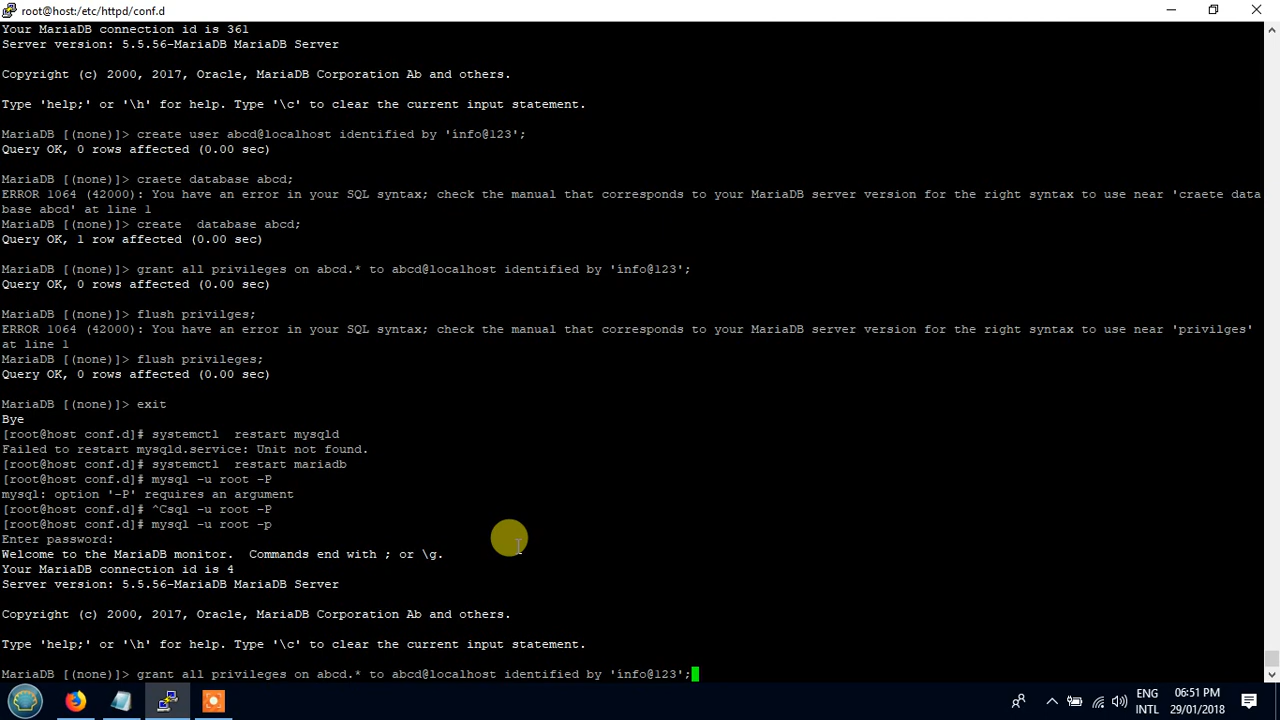 root@host:/etc/httpd/conf.d
Your MariaDB connection id is 361
Server version: 5.5.56-MariaDB MariaDB Server
Copyright (c) 2000, 2017, Oracle, MariaDB Corporation Ab and others.
Type 'help;' or '\h' for help. Type '\c' to clear the current input statement.
MariaDB [(none)]> create user abcd@localhost identified by 'ínfo@123';
Query OK, 0 rows affected (0.00 sec)
MariaDB [(none)]> craete database abcd;
ERROR 1064 (42000): You have an error in your SQL syntax; check the manual that corresponds to your MariaDB server version for the right syntax to use near 'craete data
base abcd' at line 1
MariaDB [(none)]> create  database abcd;
Query OK, 1 row affected (0.00 sec)
MariaDB [(none)]> grant all privileges on abcd.* to abcd@localhost identified by 'ínfo@123';
Query OK, 0 rows affected (0.00 sec)
MariaDB [(none)]> flush privilges;
ERROR 1064 (42000): You have an error in your SQL syntax; check the manual that corresponds to your MariaDB server version for the right syntax to use near 'privilges'
at line 1
MariaDB [(none)]> flush privileges;
Query OK, 0 rows affected (0.00 sec)
MariaDB [(none)]> exit
Bye
[root@host conf.d]# systemctl  restart mysqld
Failed to restart mysqld.service: Unit not found.
[root@host conf.d]# systemctl  restart mariadb
[root@host conf.d]# mysql -u root -P
mysql: option '-P' requires an argument
[root@host conf.d]# ^Csql -u root -P
[root@host conf.d]# mysql -u root -p
Enter password:
Welcome to the MariaDB monitor.  Commands end with ; or \g.
Your MariaDB connection id is 4
Server version: 5.5.56-MariaDB MariaDB Server
Copyright (c) 2000, 2017, Oracle, MariaDB Corporation Ab and others.
Type 'help;' or '\h' for help. Type '\c' to clear the current input statement.
MariaDB [(none)]> grant all privileges on abcd.* to abcd@localhost identified by 'ínfo@123';
ENG
INTL
06:51 PM
29/01/2018